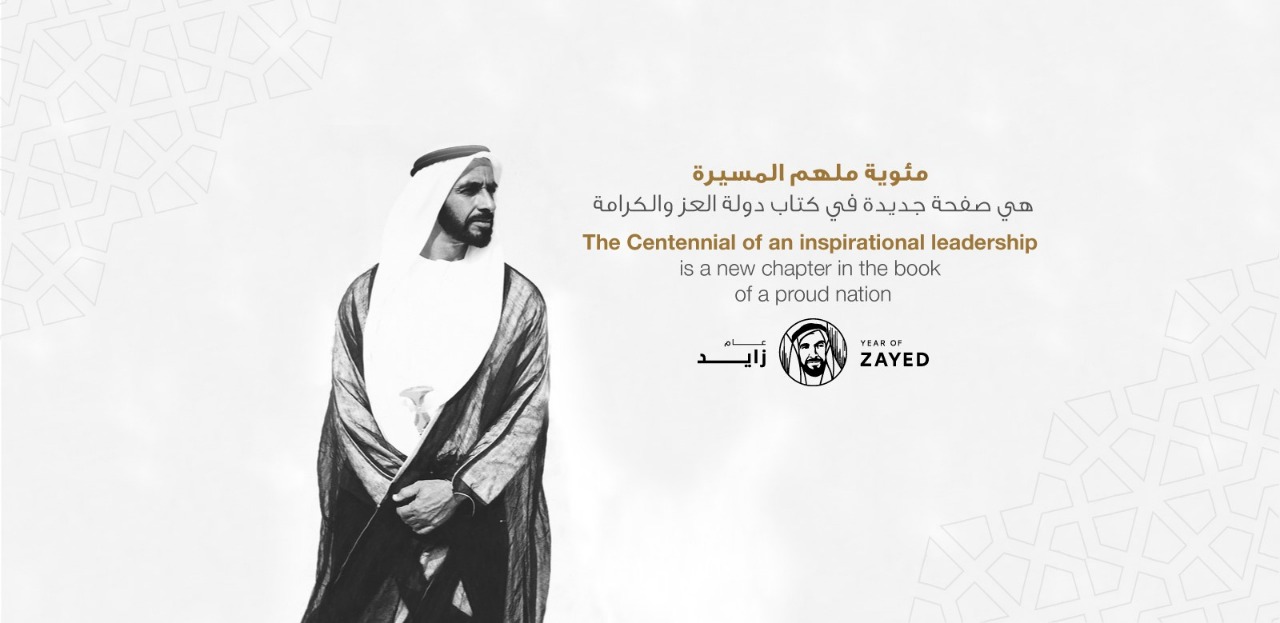 مئوية ملهم المسيرة
هي صفحة جديدة في كتاب دولة العز والكرامة
The Centennial of an inspirational leadership
is a new chapter in the book
of a proud nation
عام
زايد
YEAR OF
ZAYED